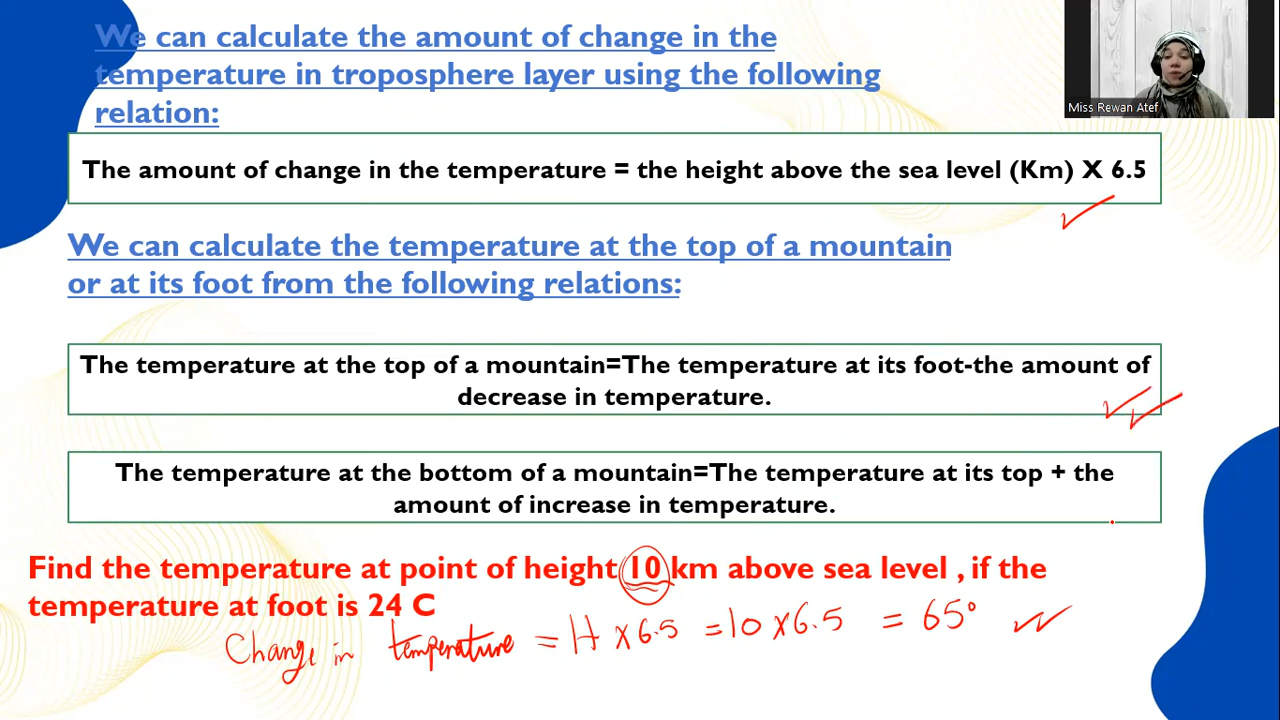 We can calculate the amount of change in the
temperature in troposphere layer using the following
relation:
Miss Rewan Atef
The amount of change in the temperature = the height above the sea level (Km) X 6.5
We can calculate the temperature at the top of a mountain
or at its foot from the following relations:
The temperature at the top of a mountain=The temperature at its foot-the amount of
decrease in temperature.
The temperature at the bottom of a mountain=The temperature at its top + the
amount of increase in temperature.
Find the temperature at point of height 10 km above sea level , if the
temperature at foot is 24 C
Change in temperature = H x 6.5 = 10 x 6.5 = 65°